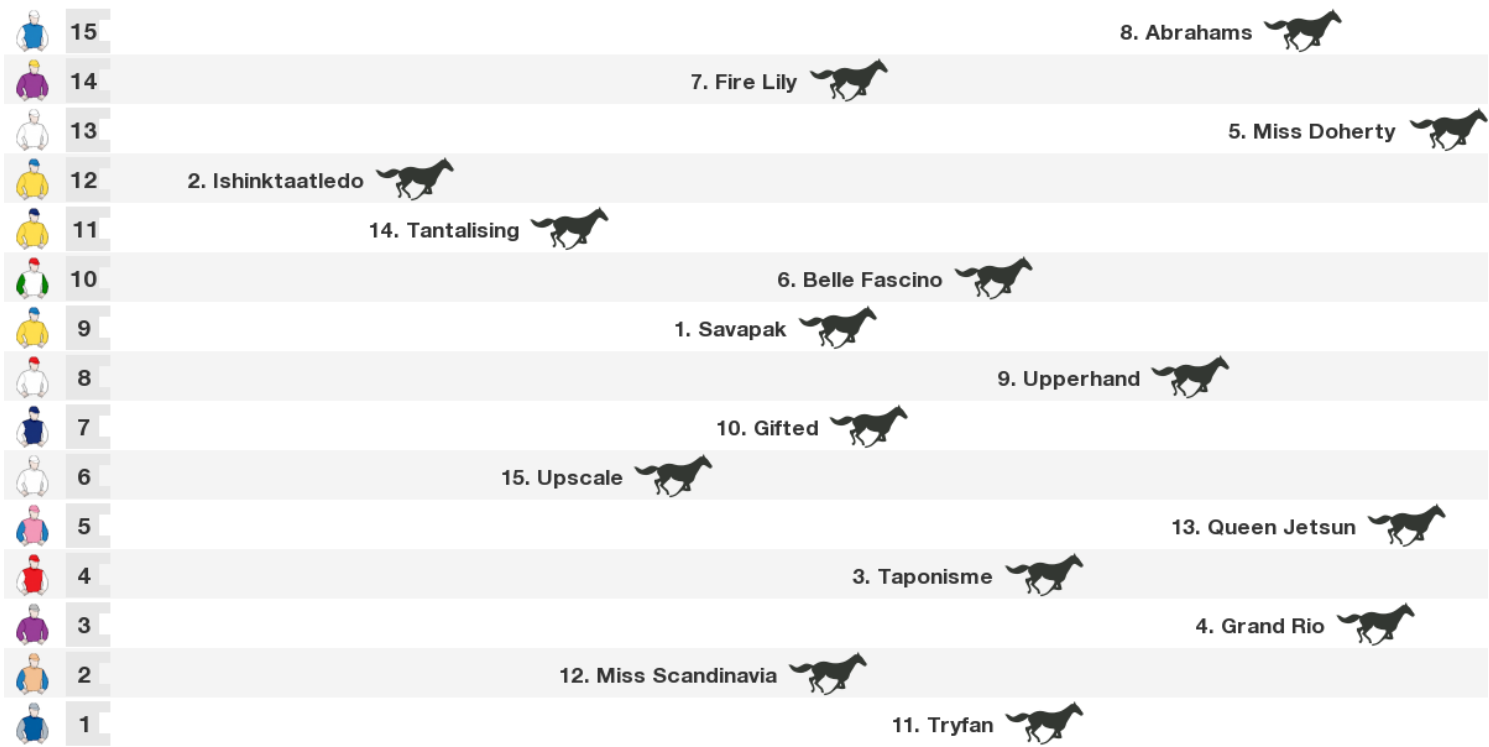 15 8. Abrahams
14 7. Fire Lily
13 5. Miss Doherty
12 2. Ishinktaatledo
11 14. Tantalising
10 6. Belle Fascino
9 1. Savapak
8 9. Upperhand
7 10. Gifted
6 15. Upscale
5 13. Queen Jetsun
4 3. Taponisme
3 4. Grand Rio
2 12. Miss Scandinavia
1 11. Tryfan